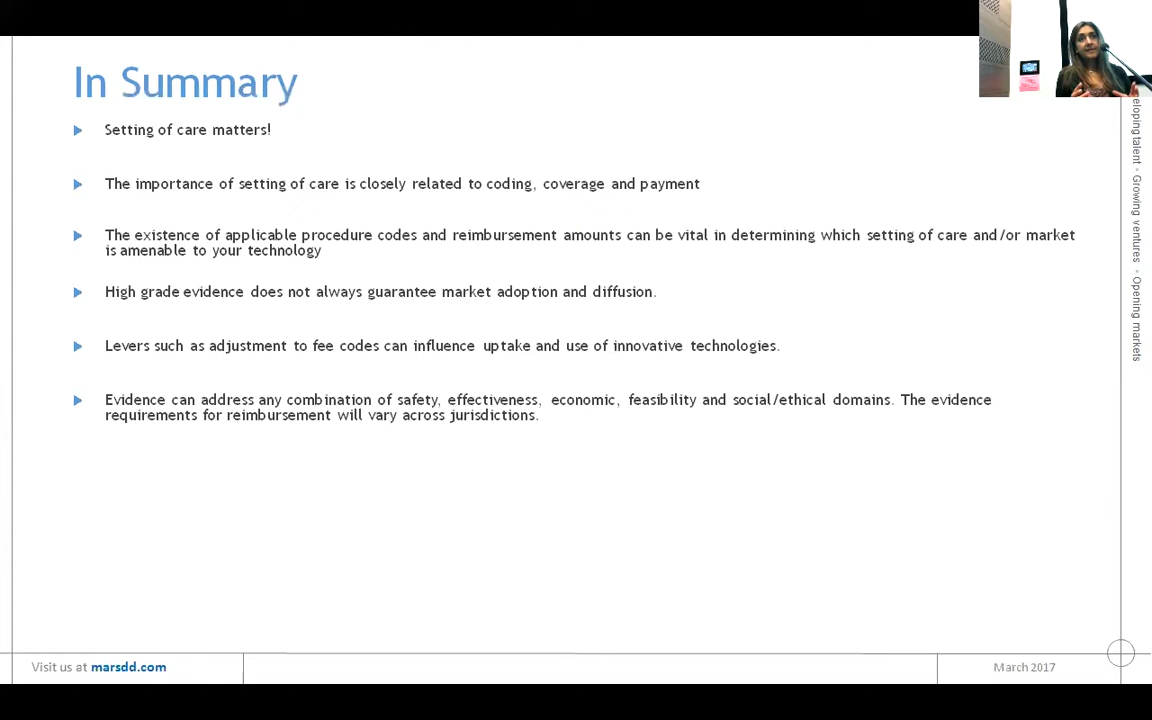 In Summary
Setting of care matters!
The importance of setting of care is closely related to coding, coverage and payment
The existence of applicable procedure codes and reimbursement amounts can be vital in determining which setting of care and/or market
is amenable to your technology
High grade evidence does not always guarantee market adoption and diffusion.
Levers such as adjustment to fee codes can influence uptake and use of innovative technologies.
Evidence can address any combination of safety, effectiveness, economic, feasibility and social/ethical domains. The evidence
requirements for reimbursement will vary across jurisdictions.
talent • Growing ventures • Opening markets
Visit us at marsdd.com
March 2017